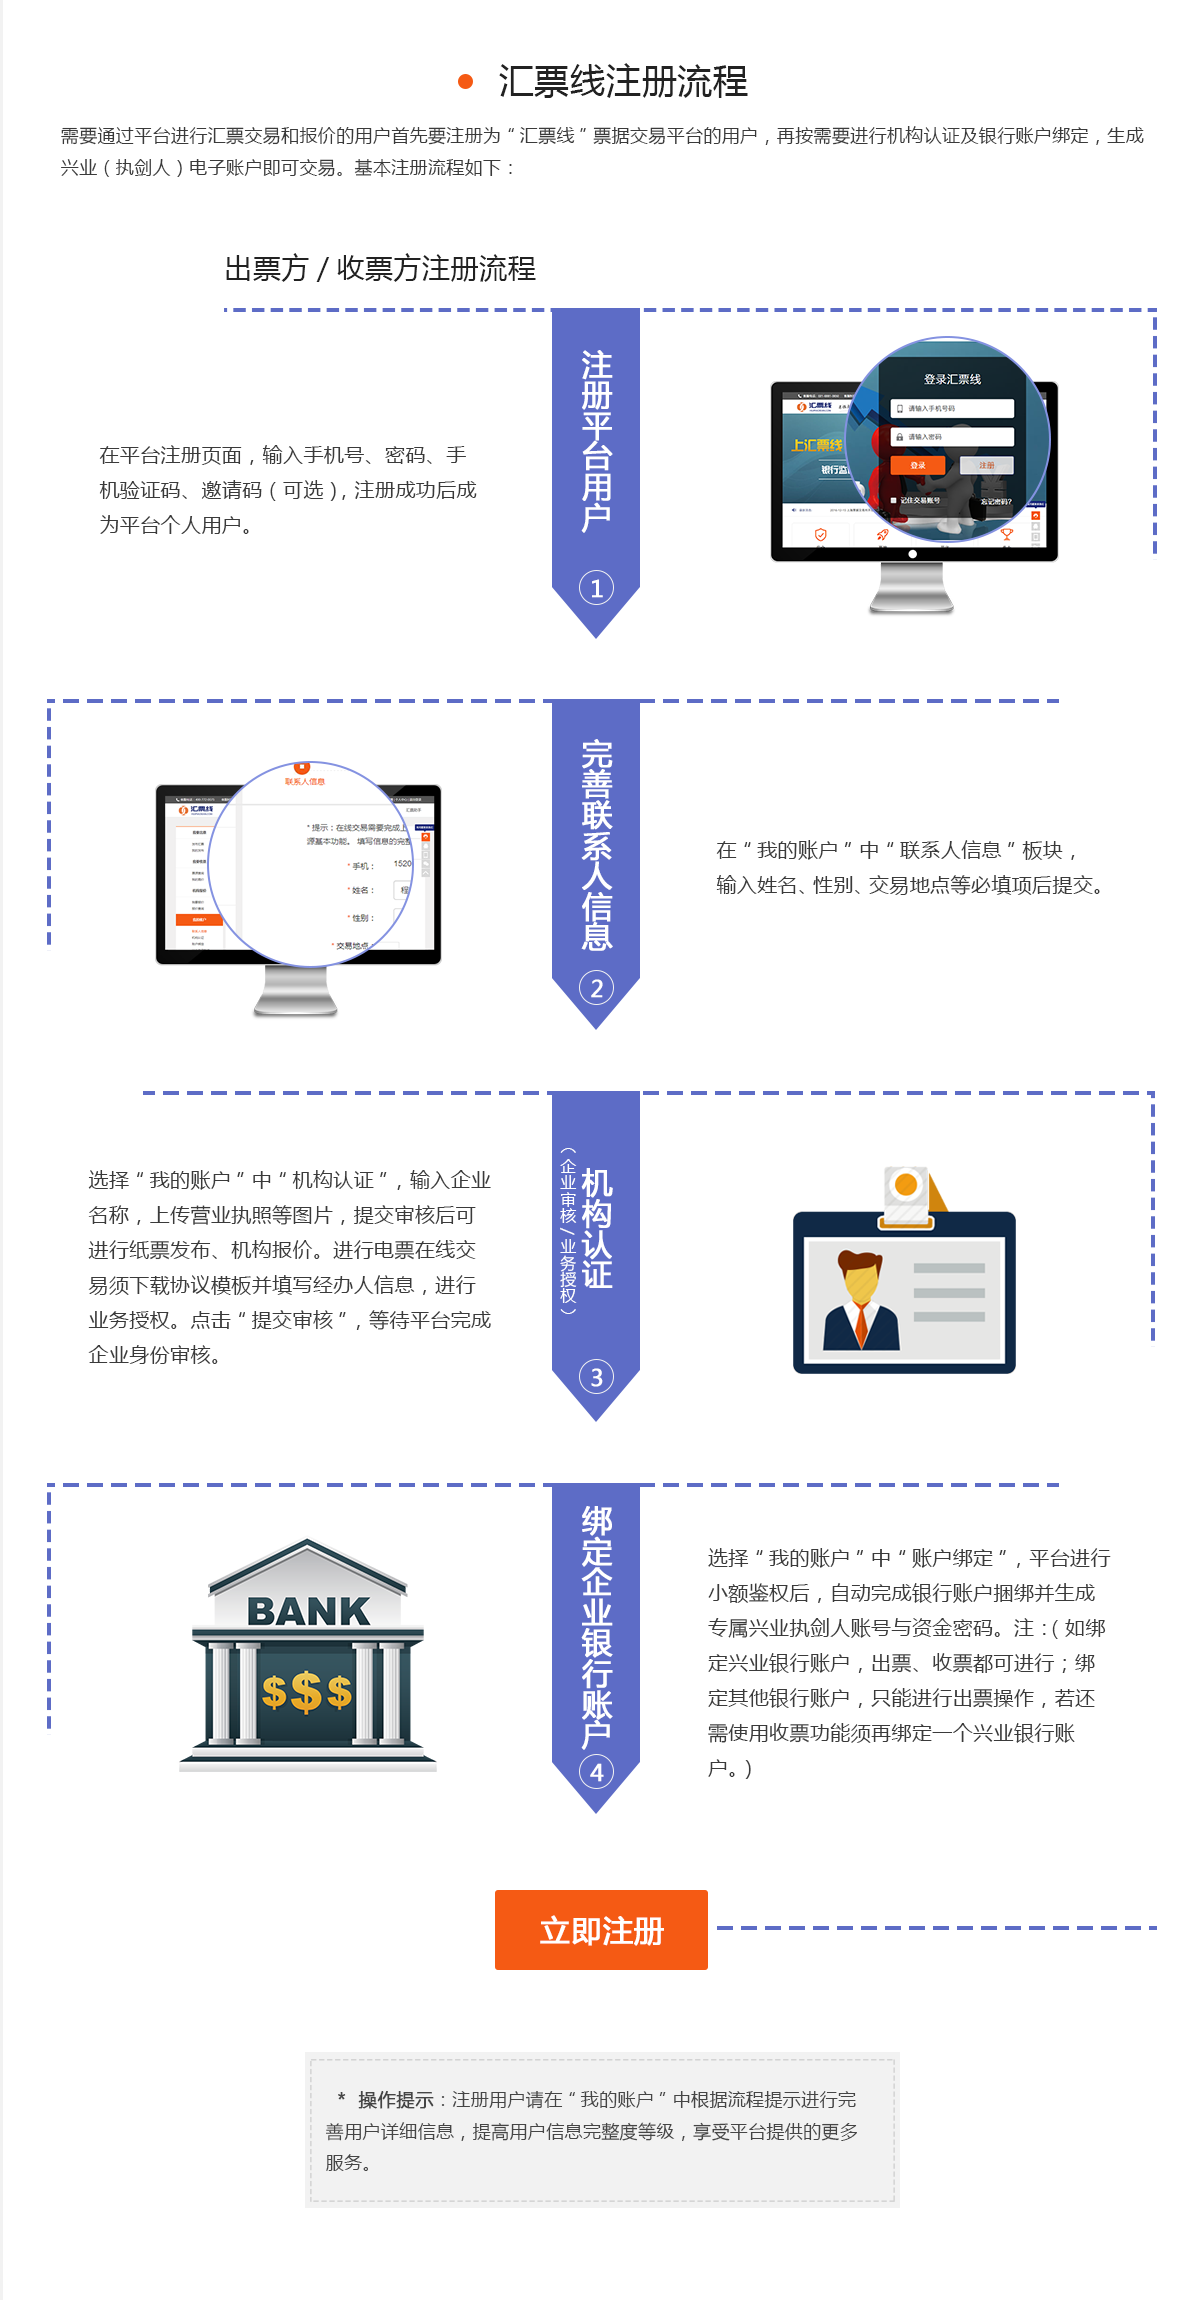 汇票线注册流程
需要通过平台进行汇票交易和报价的用户首先要注册为“汇票线”票据交易平台的用户，再按需要进行机构认证及银行账户绑定，生成
兴业（执剑人）电子账户即可交易。基本注册流程如下：
出票方 / 收票方注册流程
注册平台用户
1
在平台注册页面，输入手机号、密码、手
机验证码、邀请码（可选），注册成功后成
为平台个人用户。
登录汇票线
请输入手机号码
请输入密码
登录
注册
记住交易账号
忘记密码?
汇票线
上汇票线
银行监
完善联系人信息
2
联系人信息
汇票线
* 提示：在线交易需要完成上
源基本功能。 填写信息的完整
* 手机： 1520
* 姓名： 程
* 性别：
* 交易地点：
在“我的账户”中“联系人信息”板块，
输入姓名、性别、交易地点等必填项后提交。
机构认证
（企业审核/业务授权）
3
选择“我的账户”中“机构认证”，输入企业
名称，上传营业执照等图片，提交审核后可
进行纸票发布、机构报价。进行电票在线交
易须下载协议模板并填写经办人信息，进行
业务授权。点击“提交审核”，等待平台完成
企业身份审核。
绑定企业银行账户
4
BANK
$$$
选择“我的账户”中“账户绑定”，平台进行
小额鉴权后，自动完成银行账户捆绑并生成
专属兴业执剑人账号与资金密码。注：（如绑
定兴业银行账户，出票、收票都可进行；绑
定其他银行账户，只能进行出票操作，若还
需使用收票功能须再绑定一个兴业银行账
户。）
立即注册
* 操作提示：注册用户请在“我的账户”中根据流程提示进行完
善用户详细信息，提高用户信息完整度等级，享受平台提供的更多
服务。